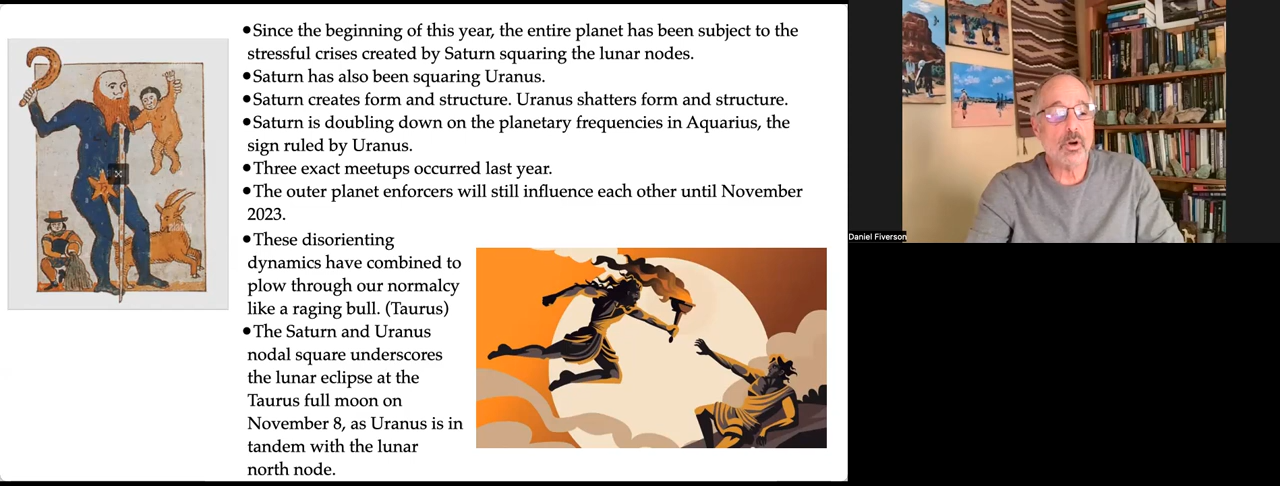 •Since the beginning of this year, the entire planet has been subject to the
stressful crises created by Saturn squaring the lunar nodes.
•Saturn has also been squaring Uranus.
•Saturn creates form and structure. Uranus shatters form and structure.
•Saturn is doubling down on the planetary frequencies in Aquarius, the
sign ruled by Uranus.
•Three exact meetups occurred last year.
•The outer planet enforcers will still influence each other until November
2023.
•These disorienting
dynamics have combined to
plow through our normalcy
like a raging bull. (Taurus)
•The Saturn and Uranus
nodal square underscores
the lunar eclipse at the
Taurus full moon on
November 8, as Uranus is in
tandem with the lunar
north node.
Daniel Fiverson